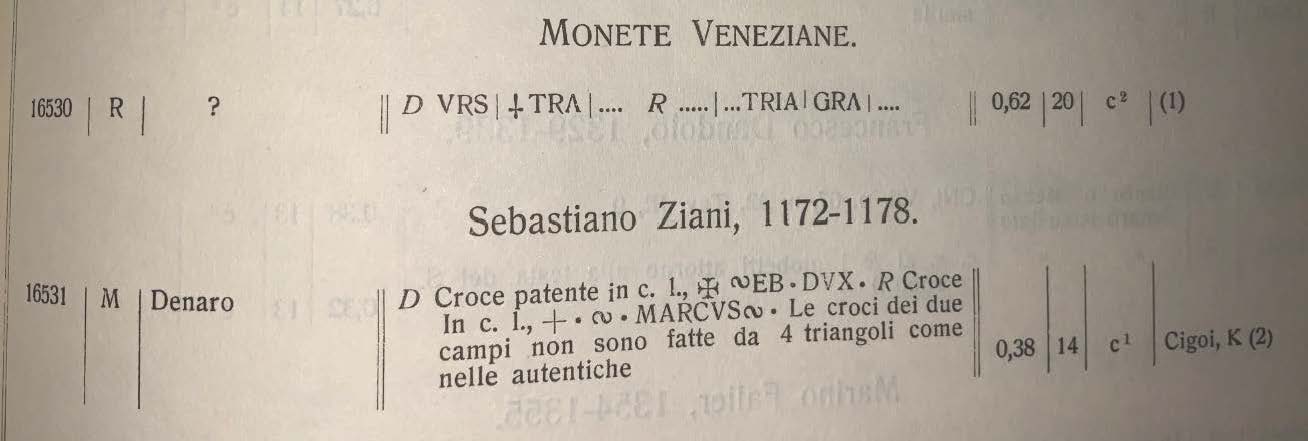 MONETE VENEZIANE.
16530 | R | ? || D VRS | ☩ TRA | .... R ..... | ...TRIA | GRA | .... || 0,62 | 20 | c² | (1)
Sebastiano Ziani, 1172-1178.
16531 | M | Denaro || D Croce patente in c. l., ✠ ∾EB · DVX · R Croce
In c. l., + · ∾ · MARCVS∾ · Le croci dei due
campi non sono fatte da 4 triangoli come || 0,38 | 14 | c¹ | Cigoi, K (2)
nelle autentiche